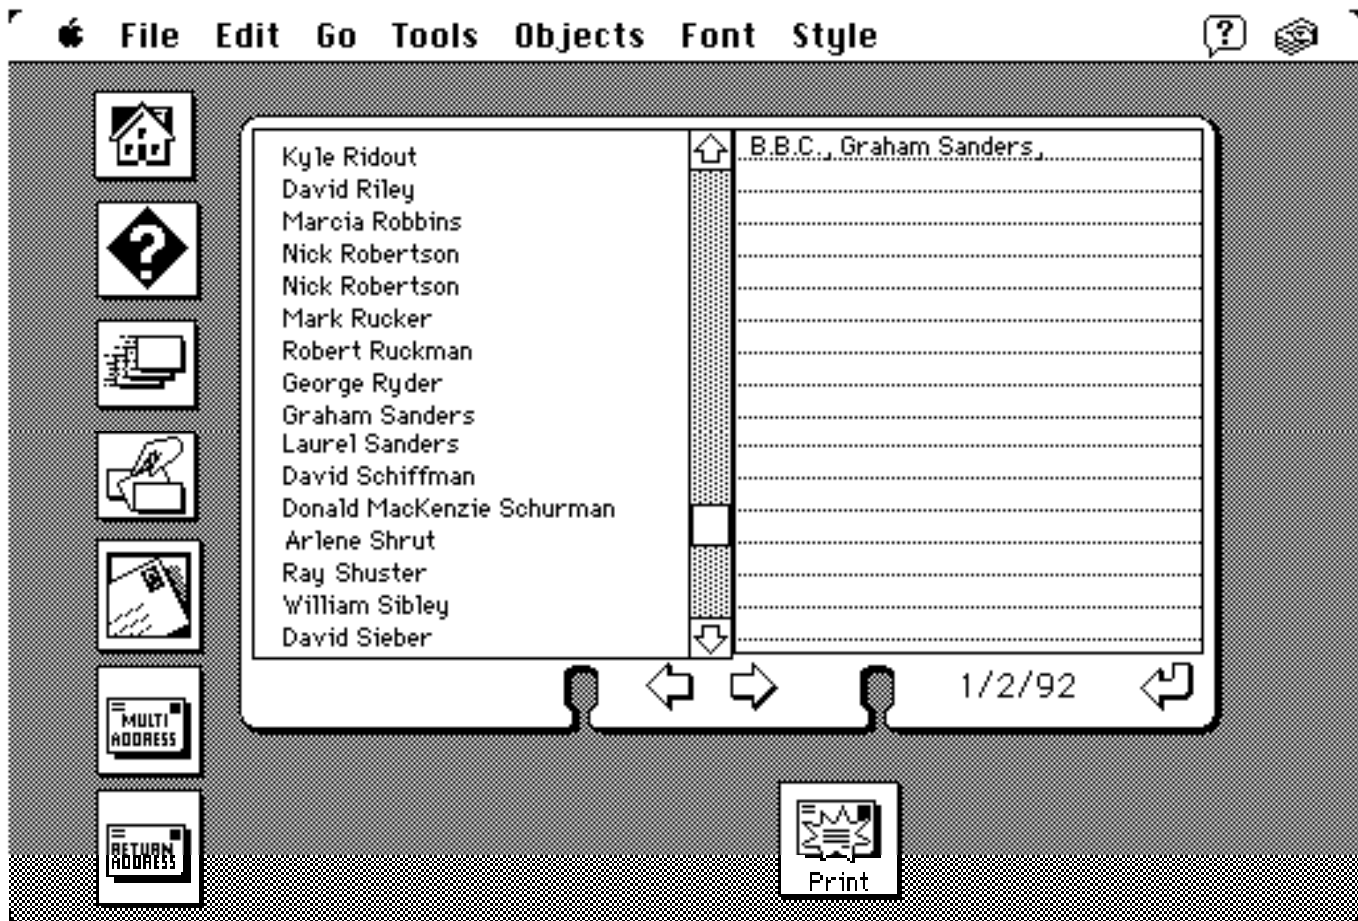 File Edit Go Tools Objects Font Style
Kyle Ridout
David Riley
Marcia Robbins
Nick Robertson
Nick Robertson
Mark Rucker
Robert Ruckman
George Ryder
Graham Sanders
Laurel Sanders
David Schiffman
Donald MacKenzie Schurman
Arlene Shrut
Ray Shuster
William Sibley
David Sieber
B.B.C., Graham Sanders,
1/2/92
MULTI
ADDRESS
RETURN
ADDRESS
Print